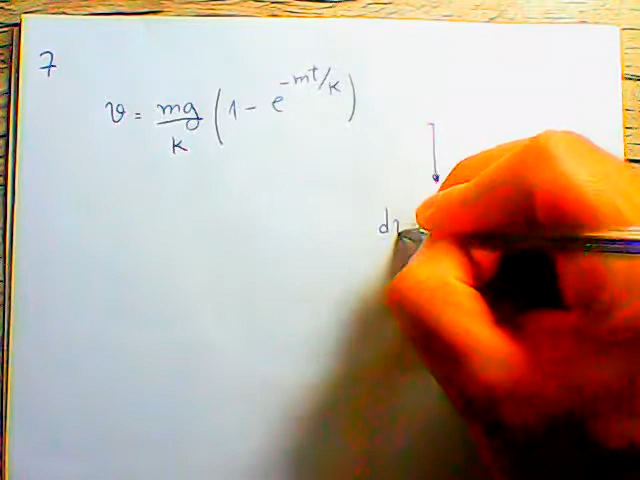 7
v = mg/k (1 - e^{-mt/k})